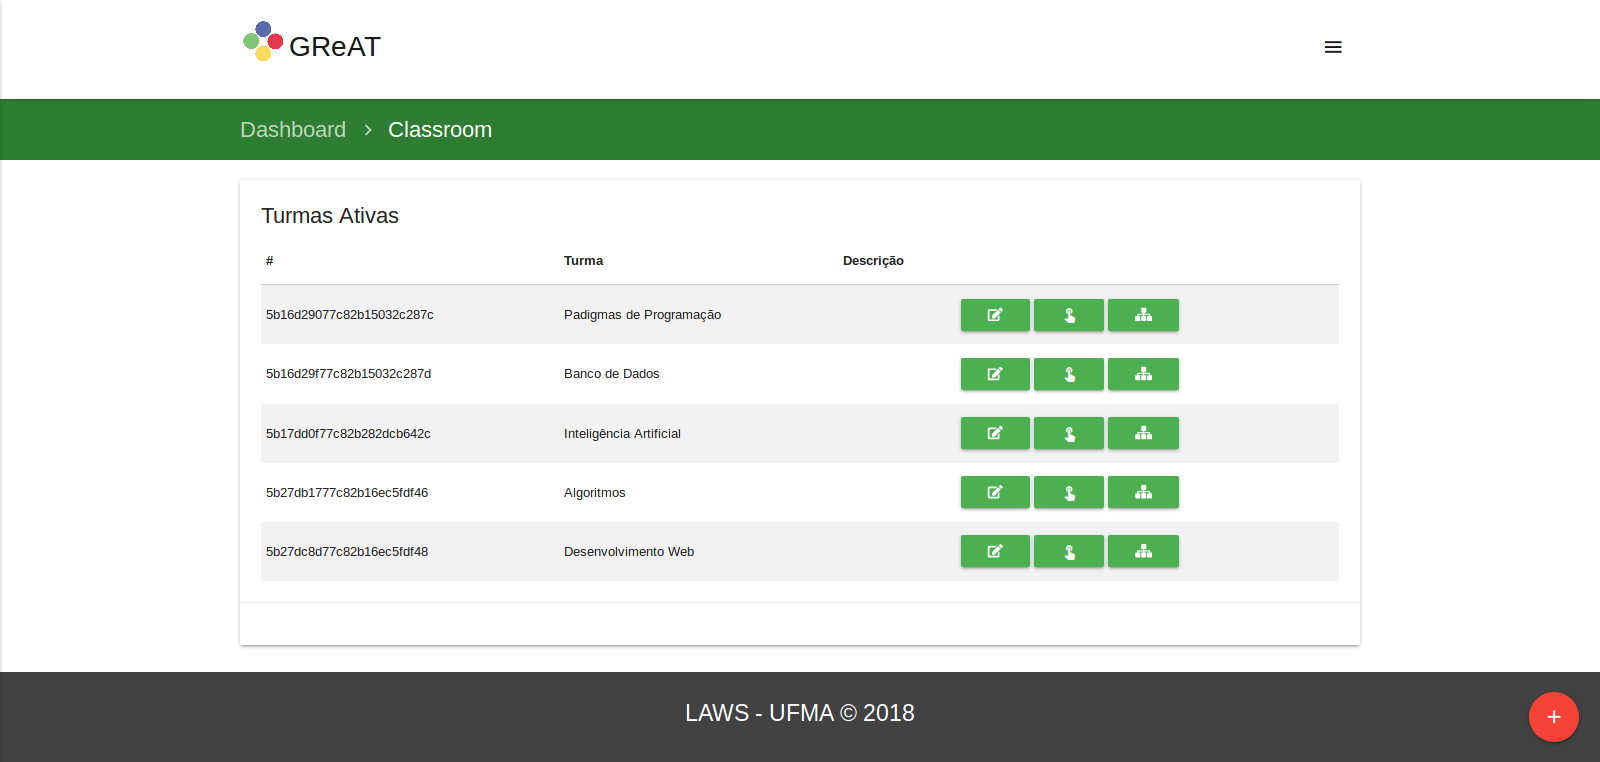 GReAT
Dashboard > Classroom
Turmas Ativas
# Turma Descrição
5b16d29077c82b15032c287c Padigmas de Programação
5b16d29f77c82b15032c287d Banco de Dados
5b17dd0f77c82b282dcb642c Inteligência Artificial
5b27db1777c82b16ec5fdf46 Algoritmos
5b27dc8d77c82b16ec5fdf48 Desenvolvimento Web
LAWS - UFMA © 2018
+